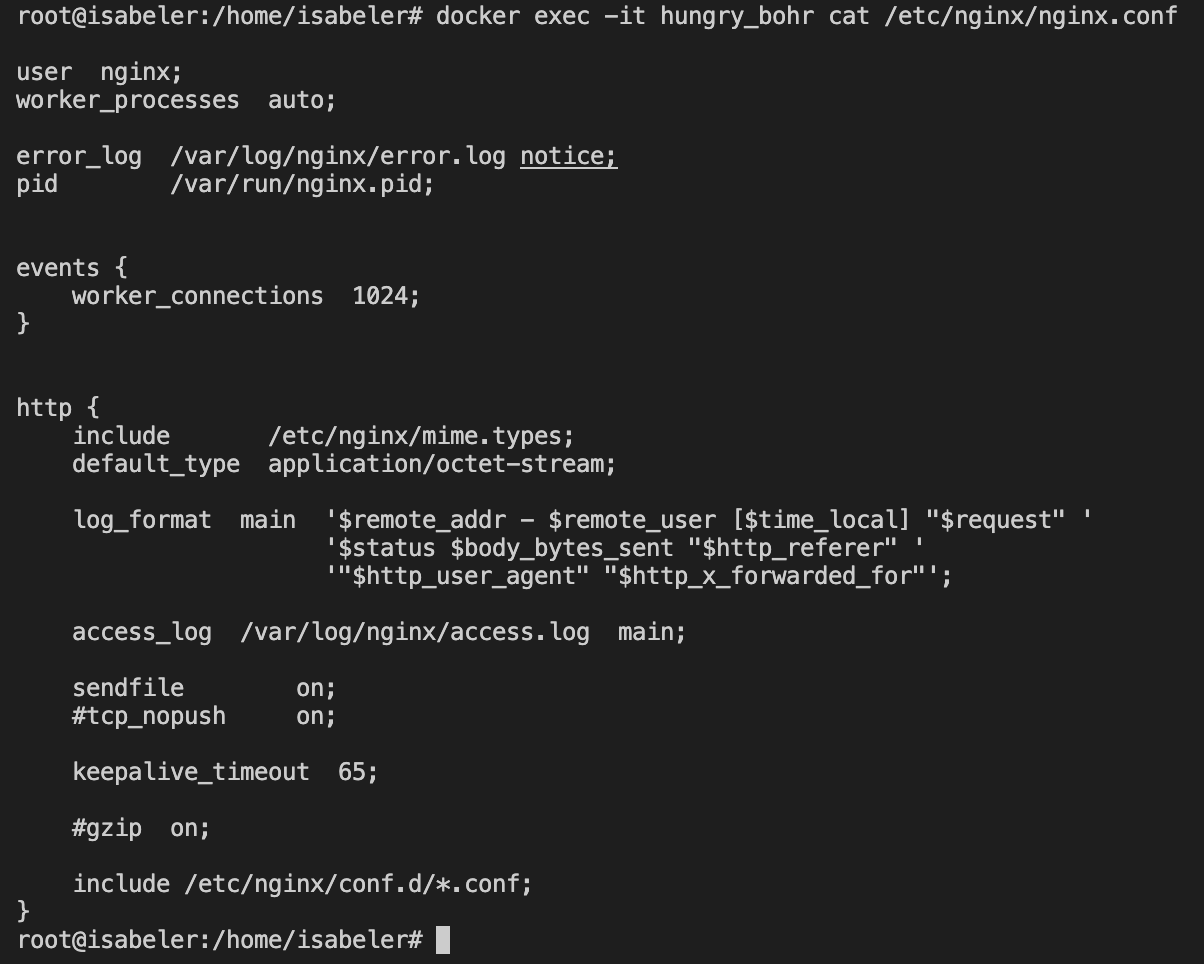 root@isabeler:/home/isabeler# docker exec -it hungry_bohr cat /etc/nginx/nginx.conf

user  nginx;
worker_processes  auto;

error_log  /var/log/nginx/error.log notice;
pid        /var/run/nginx.pid;


events {
    worker_connections  1024;
}


http {
    include       /etc/nginx/mime.types;
    default_type  application/octet-stream;

    log_format  main  '$remote_addr - $remote_user [$time_local] "$request" '
                      '$status $body_bytes_sent "$http_referer" '
                      '"$http_user_agent" "$http_x_forwarded_for"';

    access_log  /var/log/nginx/access.log  main;

    sendfile        on;
    #tcp_nopush     on;

    keepalive_timeout  65;

    #gzip  on;

    include /etc/nginx/conf.d/*.conf;
}
root@isabeler:/home/isabeler#